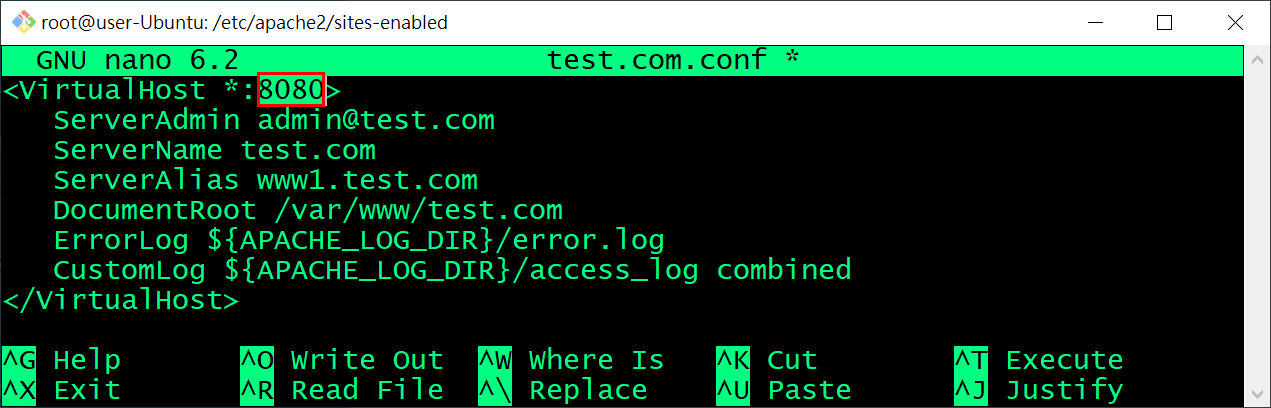 root@user-Ubuntu: /etc/apache2/sites-enabled
GNU nano 6.2 test.com.conf *
<VirtualHost *:8080>
ServerAdmin admin@test.com
ServerName test.com
ServerAlias www1.test.com
DocumentRoot /var/www/test.com
ErrorLog ${APACHE_LOG_DIR}/error.log
CustomLog ${APACHE_LOG_DIR}/access_log combined
</VirtualHost>
^G Help ^O Write Out ^W Where Is ^K Cut ^T Execute
^X Exit ^R Read File ^\ Replace ^U Paste ^J Justify